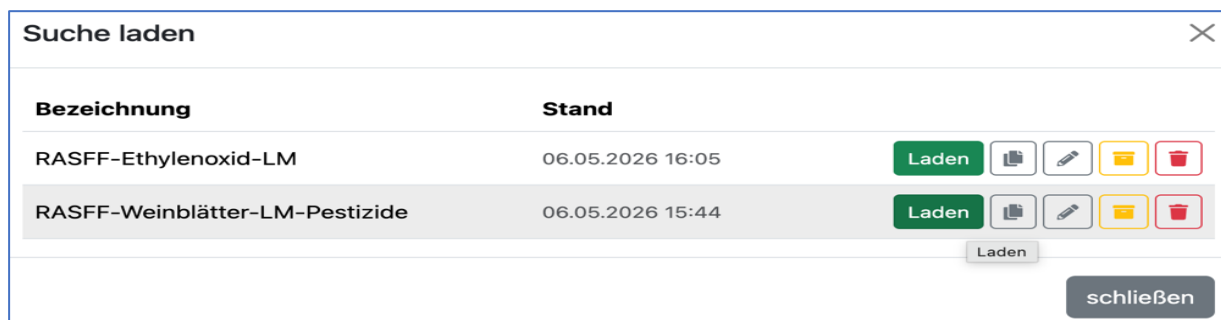 Suche laden
Bezeichnung Stand
RASFF-Ethylenoxid-LM 06.05.2026 16:05 Laden
RASFF-Weinblätter-LM-Pestizide 06.05.2026 15:44 Laden
Laden
schließen